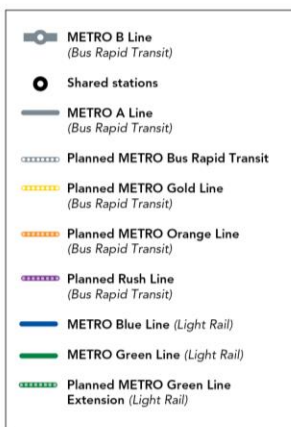 METRO B Line
(Bus Rapid Transit)
Shared stations
METRO A Line
(Bus Rapid Transit)
Planned METRO Bus Rapid Transit
Planned METRO Gold Line
(Bus Rapid Transit)
Planned METRO Orange Line
(Bus Rapid Transit)
Planned Rush Line
(Bus Rapid Transit)
METRO Blue Line (Light Rail)
METRO Green Line (Light Rail)
Planned METRO Green Line
Extension (Light Rail)